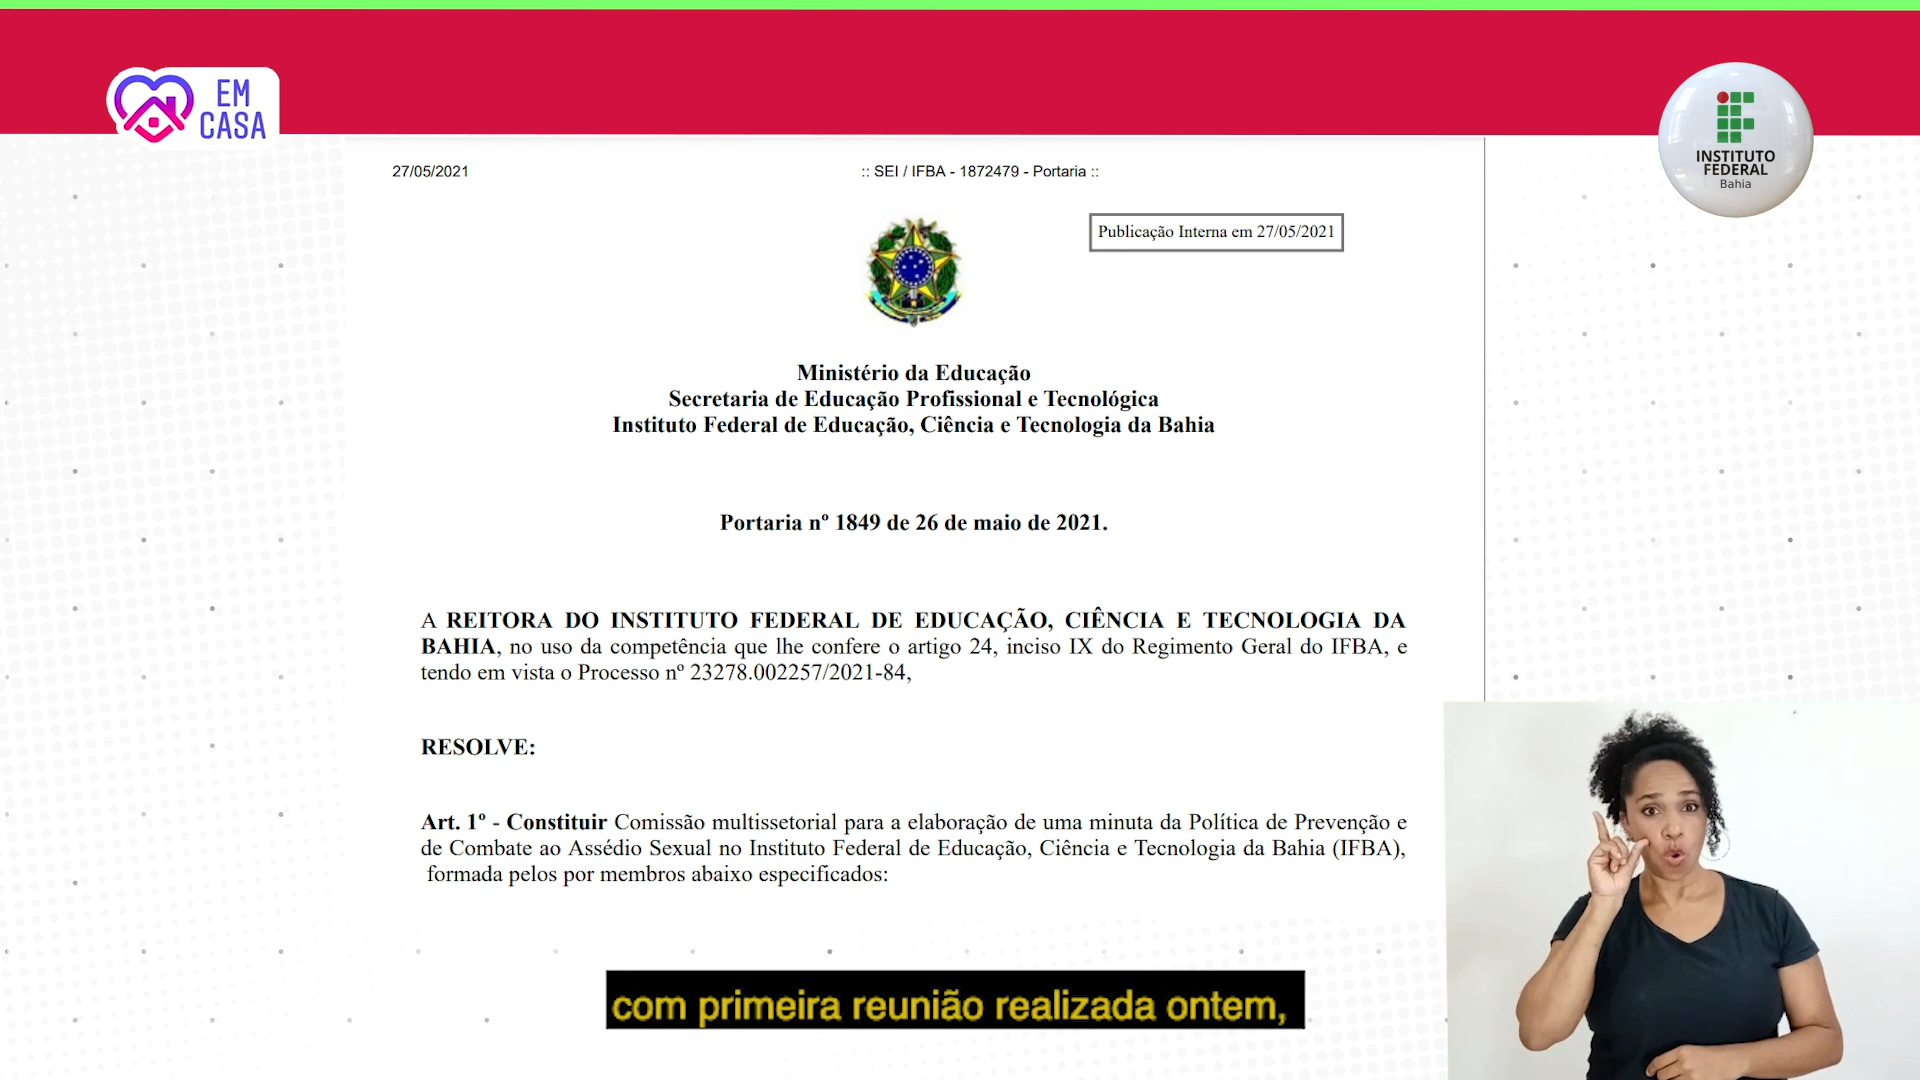 EM
CASA
INSTITUTO
FEDERAL
Bahia
27/05/2021
:: SEI / IFBA - 1872479 - Portaria ::
Publicação Interna em 27/05/2021
Ministério da Educação
Secretaria de Educação Profissional e Tecnológica
Instituto Federal de Educação, Ciência e Tecnologia da Bahia
Portaria nº 1849 de 26 de maio de 2021.
A REITORA DO INSTITUTO FEDERAL DE EDUCAÇÃO, CIÊNCIA E TECNOLOGIA DA
BAHIA, no uso da competência que lhe confere o artigo 24, inciso IX do Regimento Geral do IFBA, e
tendo em vista o Processo nº 23278.002257/2021-84,
RESOLVE:
Art. 1º - Constituir Comissão multissetorial para a elaboração de uma minuta da Política de Prevenção e
de Combate ao Assédio Sexual no Instituto Federal de Educação, Ciência e Tecnologia da Bahia (IFBA),
formada pelos por membros abaixo especificados:
com primeira reunião realizada ontem,